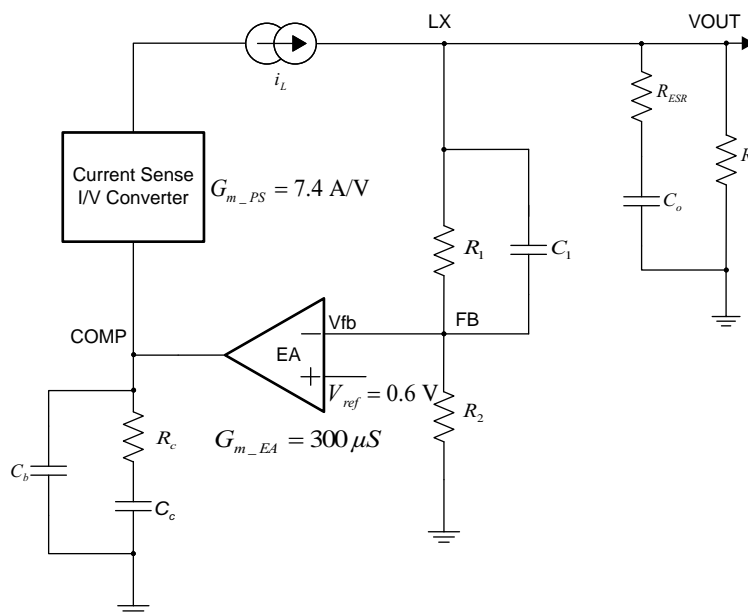 LX
VOUT
i_L
R_ESR
R
Current Sense
I/V Converter
G_m_PS = 7.4 A/V
C_o
R_1
C_1
COMP
Vfb
FB
EA
V_ref = 0.6 V
R_2
G_m_EA = 300 μS
R_c
C_b
C_c